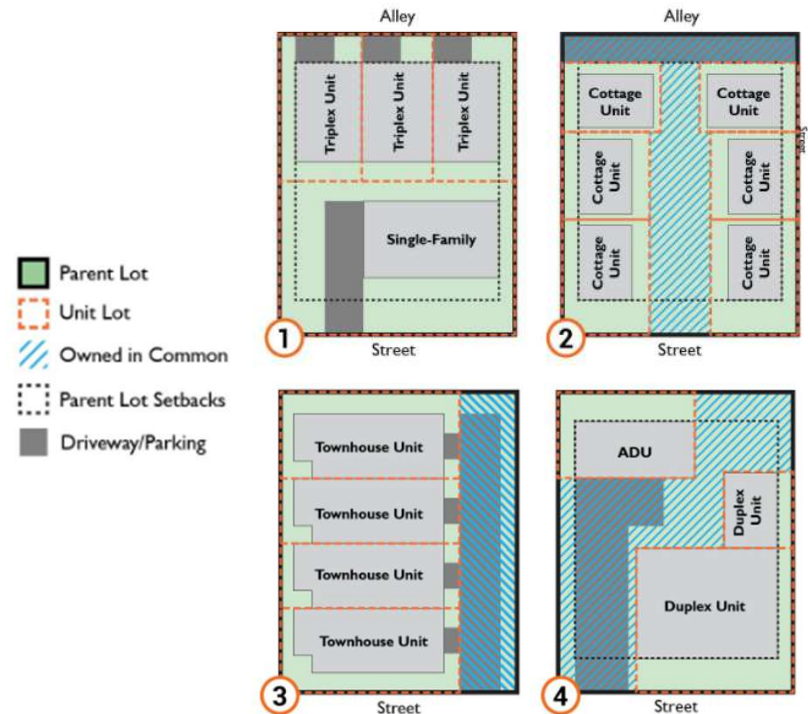 Alley
Triplex Unit
Triplex Unit
Triplex Unit
Single-Family
1
Street
Alley
Cottage
Unit
Cottage
Unit
Street
Cottage
Unit
Cottage
Unit
Cottage
Unit
Cottage
Unit
2
Street
Parent Lot
Unit Lot
Owned in Common
Parent Lot Setbacks
Driveway/Parking
Townhouse Unit
Townhouse Unit
Townhouse Unit
Townhouse Unit
3
Street
ADU
Duplex
Unit
Duplex Unit
4
Street